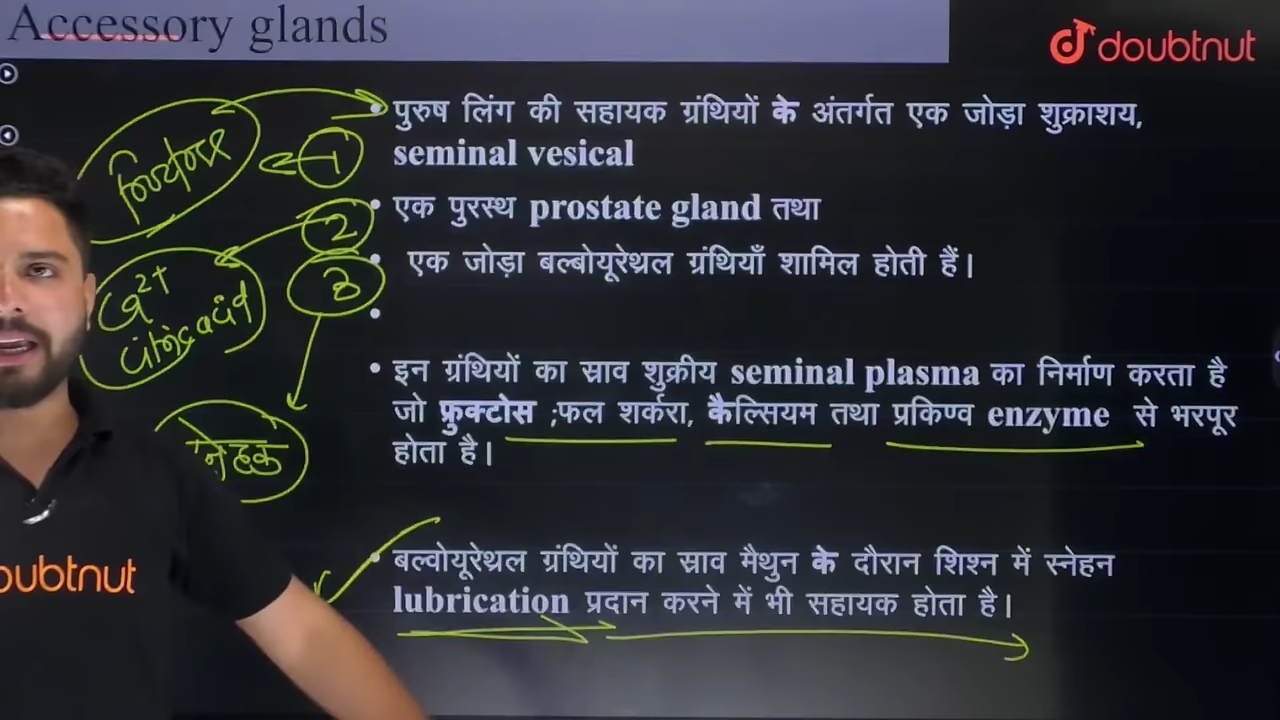 Accessory glands
doubtnut
पुरुष लिंग की सहायक ग्रंथियों के अंतर्गत एक जोड़ा शुक्राशय,
seminal vesical
एक पुरस्थ prostate gland तथा
एक जोड़ा बल्बोयूरेथ्रल ग्रंथियाँ शामिल होती हैं।
इन ग्रंथियों का स्राव शुक्रीय seminal plasma का निर्माण करता है
जो फ्रुक्टोस ;फल शर्करा, कैल्सियम तथा प्रकिण्व enzyme से भरपूर
होता है।
बल्वोयूरेथ्रल ग्रंथियों का स्राव मैथुन के दौरान शिश्न में स्नेहन
lubrication प्रदान करने में भी सहायक होता है।
1
2
3
oubtnut